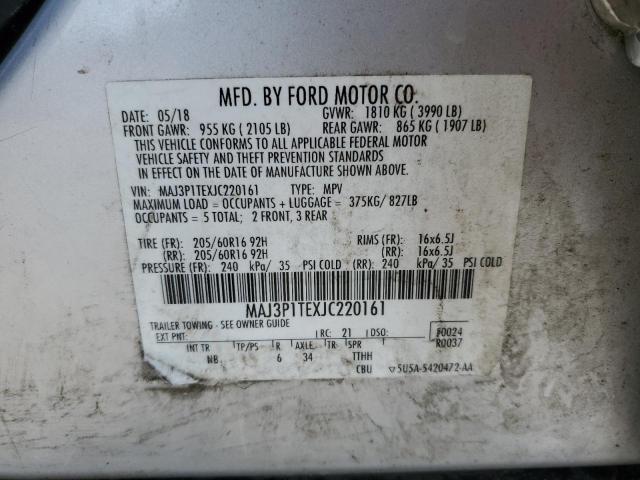 MFD. BY FORD MOTOR CO.
DATE: 05/18 GVWR: 1810 KG ( 3990 LB)
FRONT GAWR: 955 KG ( 2105 LB) REAR GAWR: 865 KG ( 1907 LB)
THIS VEHICLE CONFORMS TO ALL APPLICABLE FEDERAL MOTOR
VEHICLE SAFETY AND THEFT PREVENTION STANDARDS
IN EFFECT ON THE DATE OF MANUFACTURE SHOWN ABOVE.
VIN: MAJ3P1TEXJC220161 TYPE: MPV
MAXIMUM LOAD = OCCUPANTS + LUGGAGE = 375KG/ 827LB
OCCUPANTS = 5 TOTAL; 2 FRONT, 3 REAR
TIRE (FR): 205/60R16 92H RIMS (FR): 16x6.5J
(RR): 205/60R16 92H (RR): 16x6.5J
PRESSURE (FR): 240 kPa/ 35 PSI COLD (RR): 240 kPa/ 35 PSI COLD
MAJ3P1TEXJC220161
TRAILER TOWING - SEE OWNER GUIDE
EXT PNT: RC: 21 DSO: F0024
R0037
INT TR TP/PS R AXLE TR SPR
NB 6 34 TTHH
CBU ▽5U5A-5420472-AA